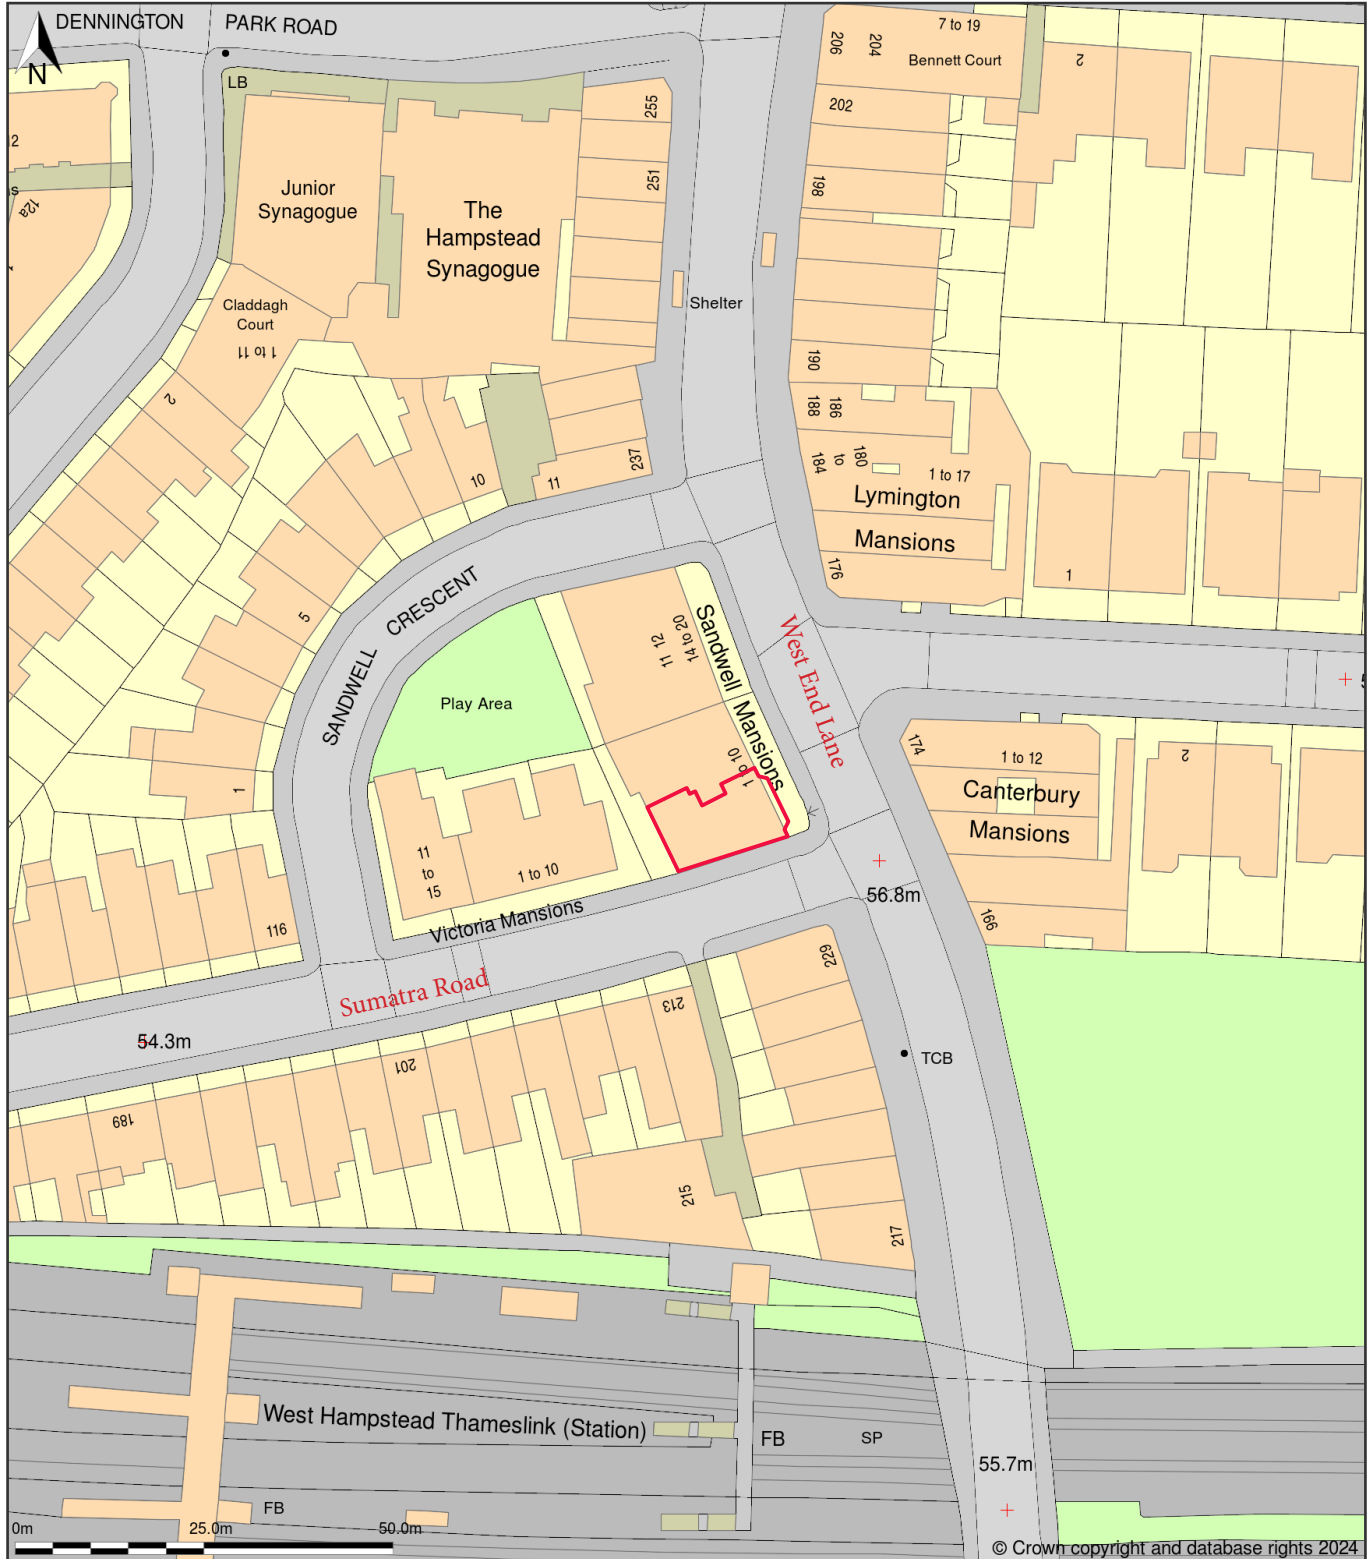 DENNINGTON
PARK ROAD
N
LB
7 to 19
Bennett Court
206
204
2
202
198
255
251
Junior
Synagogue
The
Hampstead
Synagogue
12a
Shelter
Claddagh
Court
1 to 11
2
190
188
186
184
to
180
1 to 17
Lymington
Mansions
176
1
10
11
237
SANDWELL
CRESCENT
5
1
Play Area
11 12
14 to 20
Sandwell Mansions
1 to 10
West End Lane
174
1 to 12
Canterbury
Mansions
2
166
11
to
15
1 to 10
Victoria Mansions
56.8m
116
Sumatra Road
54.3m
229
213
201
189
TCB
215
217
West Hampstead Thameslink (Station)
FB
SP
55.7m
FB
0m
25.0m
50.0m
© Crown copyright and database rights 2024